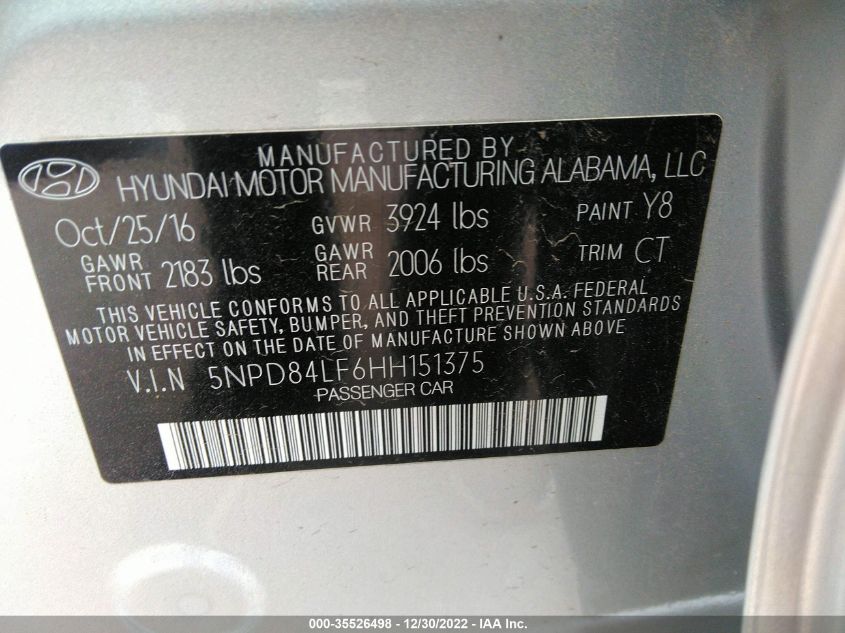 MANUFACTURED BY
HYUNDAI MOTOR MANUFACTURING ALABAMA, LLC
Oct/25/16 GVWR 3924 lbs PAINT Y8
GAWR FRONT 2183 lbs GAWR REAR 2006 lbs TRIM CT
THIS VEHICLE CONFORMS TO ALL APPLICABLE U.S.A. FEDERAL
MOTOR VEHICLE SAFETY, BUMPER, AND THEFT PREVENTION STANDARDS
IN EFFECT ON THE DATE OF MANUFACTURE SHOWN ABOVE
V.I.N 5NPD84LF6HH151375
PASSENGER CAR
000-35526498 - 12/30/2022 - IAA Inc.